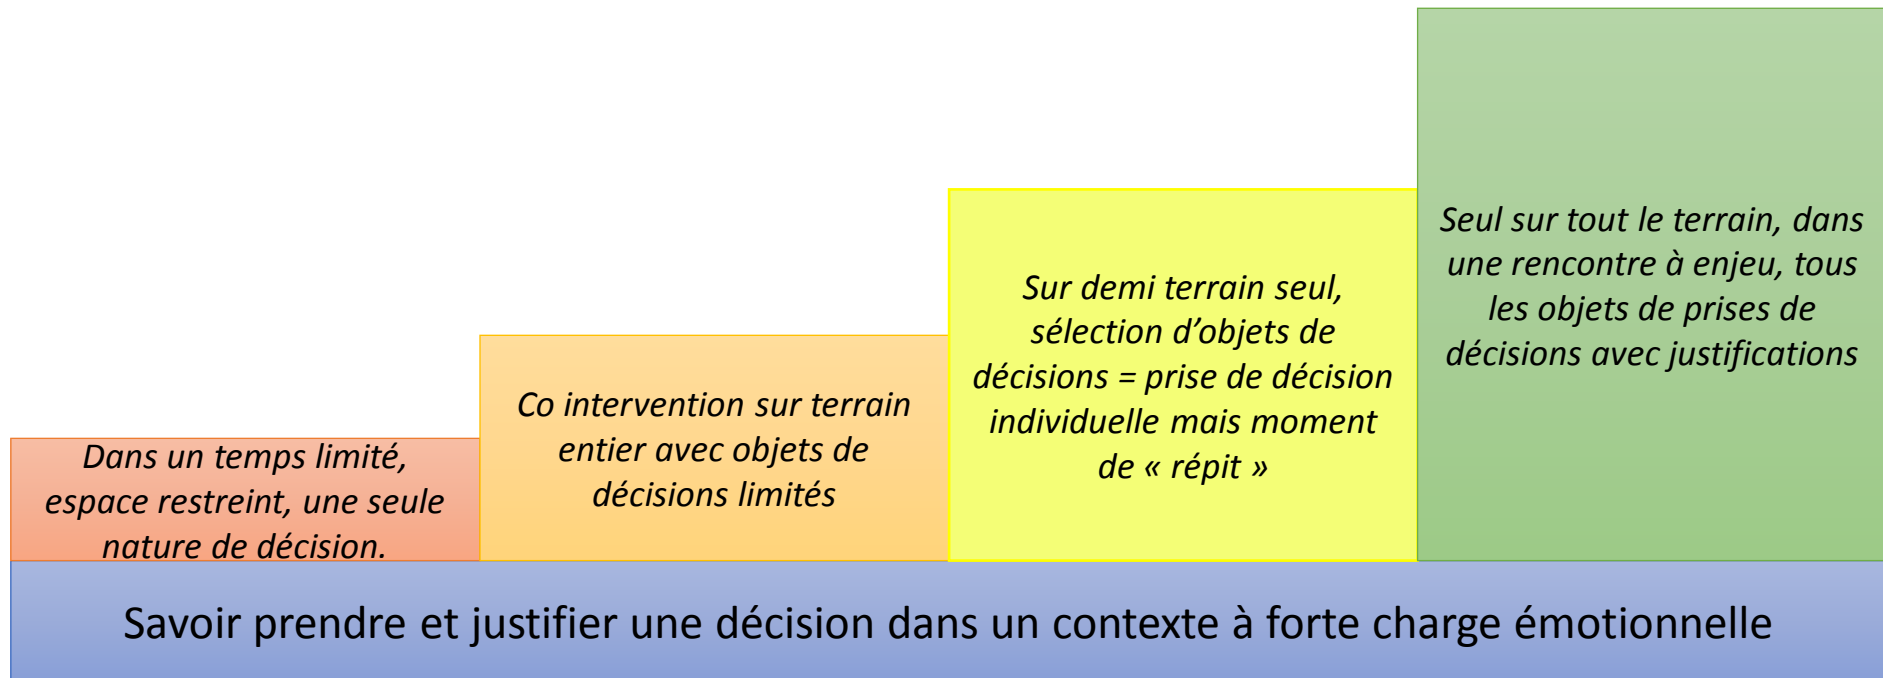 Dans un temps limité,
espace restreint, une seule
nature de décision.
Co intervention sur terrain
entier avec objets de
décisions limités
Sur demi terrain seul,
sélection d’objets de
décisions = prise de décision
individuelle mais moment
de « répit »
Seul sur tout le terrain, dans
une rencontre à enjeu, tous
les objets de prises de
décisions avec justifications
Savoir prendre et justifier une décision dans un contexte à forte charge émotionnelle